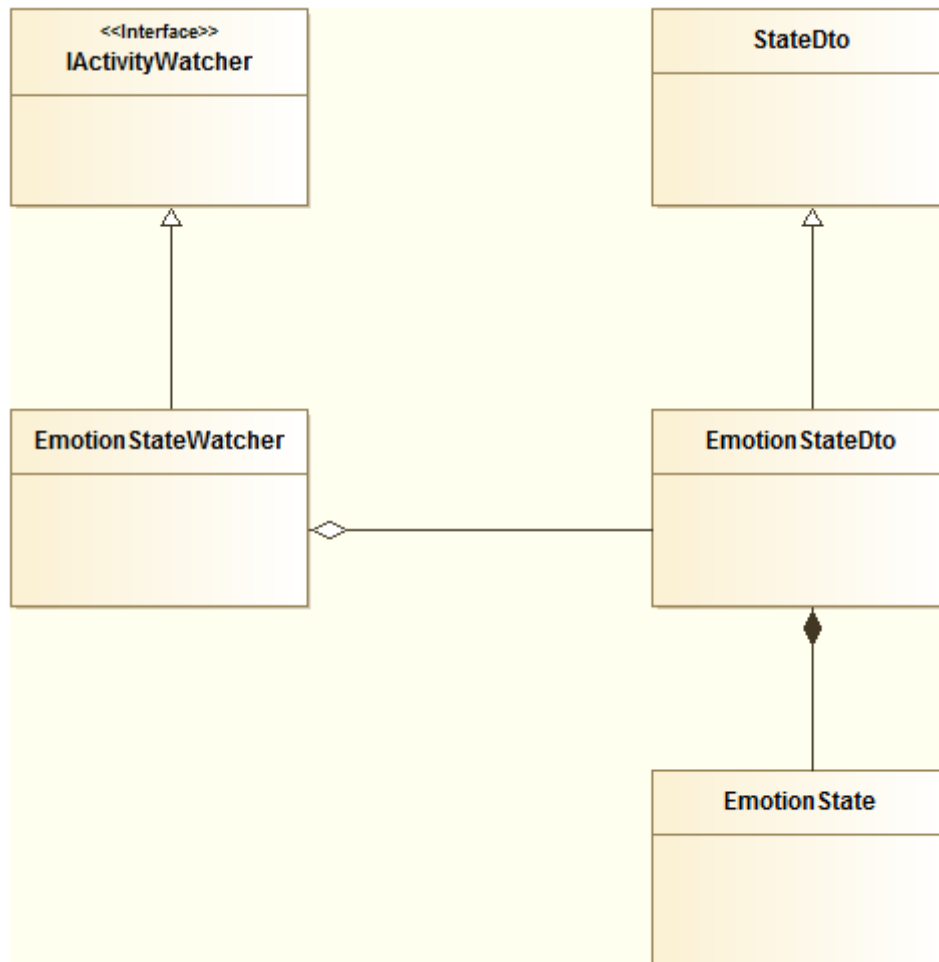 <<Interface>>
IActivityWatcher
StateDto
EmotionStateWatcher
EmotionStateDto
EmotionState